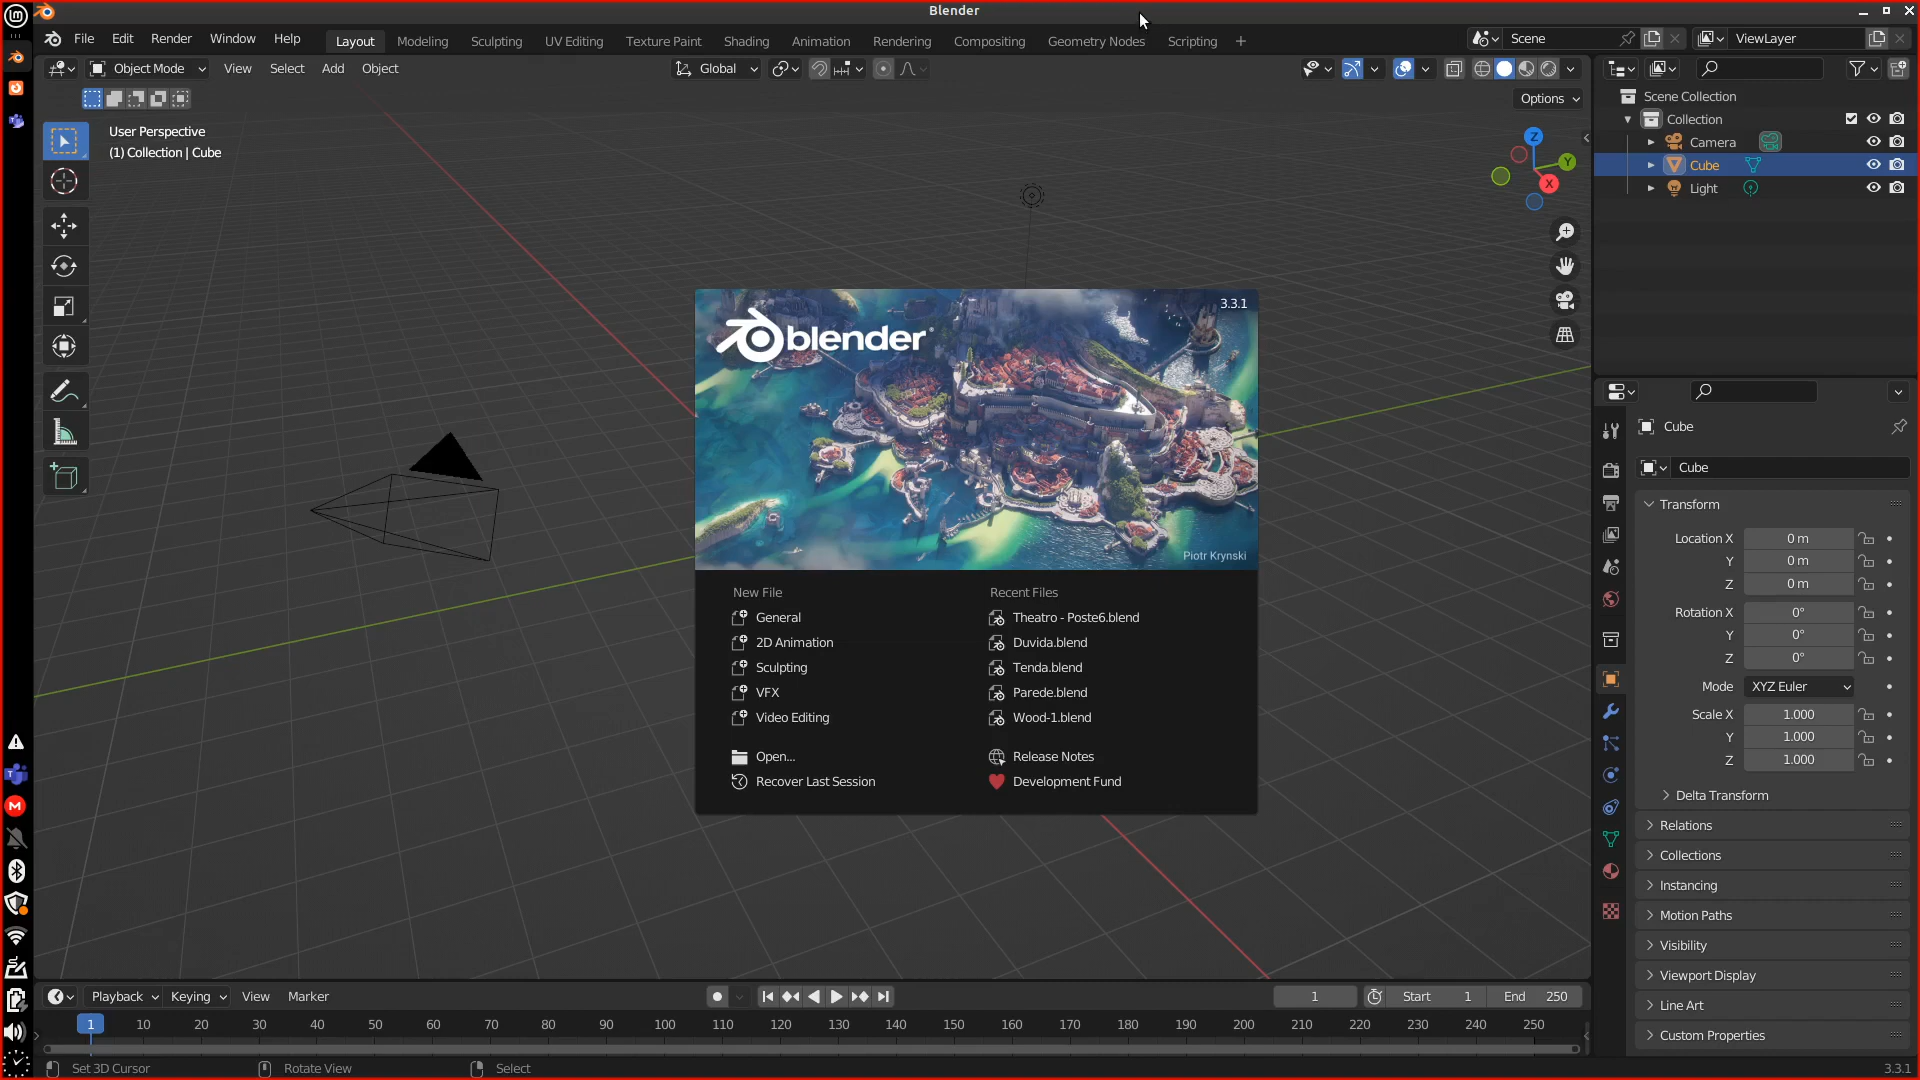 Blender
File Edit Render Window Help Layout Modeling Sculpting UV Editing Texture Paint Shading Animation Rendering Compositing Geometry Nodes Scripting + Scene ViewLayer
Object Mode View Select Add Object Global
Options
User Perspective
(1) Collection | Cube
Z
Y
X
Scene Collection
Collection
Camera
Cube
Light
3.3.1
blender
Piotr Krynski
New File
General
2D Animation
Sculpting
VFX
Video Editing
Open...
Recover Last Session
Recent Files
Theatro - Poste6.blend
Duvida.blend
Tenda.blend
Parede.blend
Wood-1.blend
Release Notes
Development Fund
Cube
Cube
Transform
Location X 0 m
Y 0 m
Z 0 m
Rotation X 0°
Y 0°
Z 0°
Mode XYZ Euler
Scale X 1.000
Y 1.000
Z 1.000
Delta Transform
Relations
Collections
Instancing
Motion Paths
Visibility
Viewport Display
Line Art
Custom Properties
Playback Keying View Marker 1 Start 1 End 250
1 10 20 30 40 50 60 70 80 90 100 110 120 130 140 150 160 170 180 190 200 210 220 230 240 250
Set 3D Cursor Rotate View Select 3.3.1